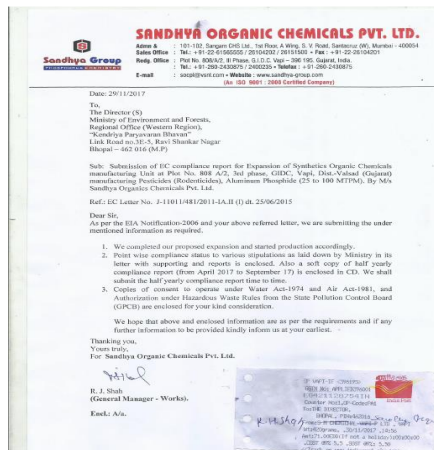 SANDHYA ORGANIC CHEMICALS PVT. LTD.
Sandhya Group
Admn & Sales Office : 101-102, Sangam CHS Ltd., 1st Floor, A Wing, S. V. Road, Santacruz (W), Mumbai - 400054
Redg. Office : Plot No. 808/A/2, III Phase, G.I.D.C. Vapi - 396 195, Gujarat, India.
: Tel.: +91-260-2430875 / 2400235 • Telefax : +91-260-2430875.
E-mail : socpl@vsnl.com • Website : www.sandhya-group.com
(An ISO 9001 : 2008 Certified Company)
Date: 29/11/2017
To,
The Director (S)
Ministry of Environment and Forests,
Regional Office (Western Region),
"Kendriya Paryavaran Bhavan"
Link Road no.3E-5, Ravi Shankar Nagar
Bhopal – 462 016 (M.P)
Sub: Submission of EC compliance report for Expansion of Synthetics Organic Chemicals
manufacturing Unit at Plot No. 808 A/2, 3rd phase, GIDC, Vapi, Dist.-Valsad (Gujarat)
manufacturing Pesticides (Rodenticides), Aluminum Phosphide (25 to 100 MTPM). By M/s
Sandhya Organics Chemicals Pvt. Ltd.
Ref.: EC Letter No. J-11011/481/2011-IA.II (I) dt. 25/06/2015
Dear Sir,
As per the EIA Notification-2006 and your above referred letter, we are submitting the under
mentioned information as required.
1. We completed our proposed expansion and started production accordingly.
2. Point wise compliance status to various stipulations as laid down by Ministry in its
letter with supporting and reports is enclosed. Also a soft copy of half yearly
compliance report (from April 2017 to September 17) is enclosed in CD. We shall
submit the half yearly compliance report time to time.
3. Copies of consent to operate under Water Act-1974 and Air Act-1981, and
Authorization under Hazardous Waste Rules from the State Pollution Control Board
(GPCB) are enclosed for your kind consideration.
We hope that above and enclosed information are as per the requirements and if any
further information to be provided kindly inform us at your earliest.
Thanking you,
Yours truly,
For Sandhya Organic Chemicals Pvt. Ltd.
R. J. Shah
(General Manager - Works).
Encl.: A/a.